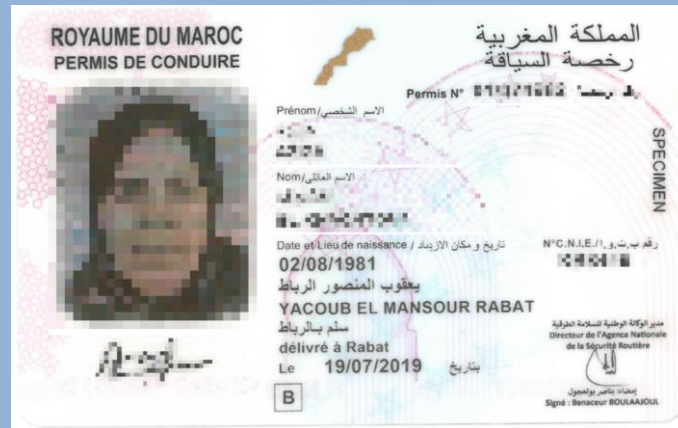 ROYAUME DU MAROC
PERMIS DE CONDUIRE
المملكة المغربية
رخصة السياقة
Permis N° رقم رخصة
Prénom/الاسم الشخصي
Nom/الاسم العائلي
Date et Lieu de naissance / تاريخ و مكان الازدياد
N°C.N.I.E./رقم ب.ت.و.إ
02/08/1981
يعقوب المنصور الرباط
YACOUB EL MANSOUR RABAT
سلم بالرباط
délivré à Rabat
Le 19/07/2019 بتاريخ
B
SPECIMEN
مدير الوكالة الوطنية للسلامة الطرقية
Directeur de l'Agence Nationale
de la Sécurité Routière
إمضاء: بناصر بولعجول
Signé : Benaceur BOULAAJOUL